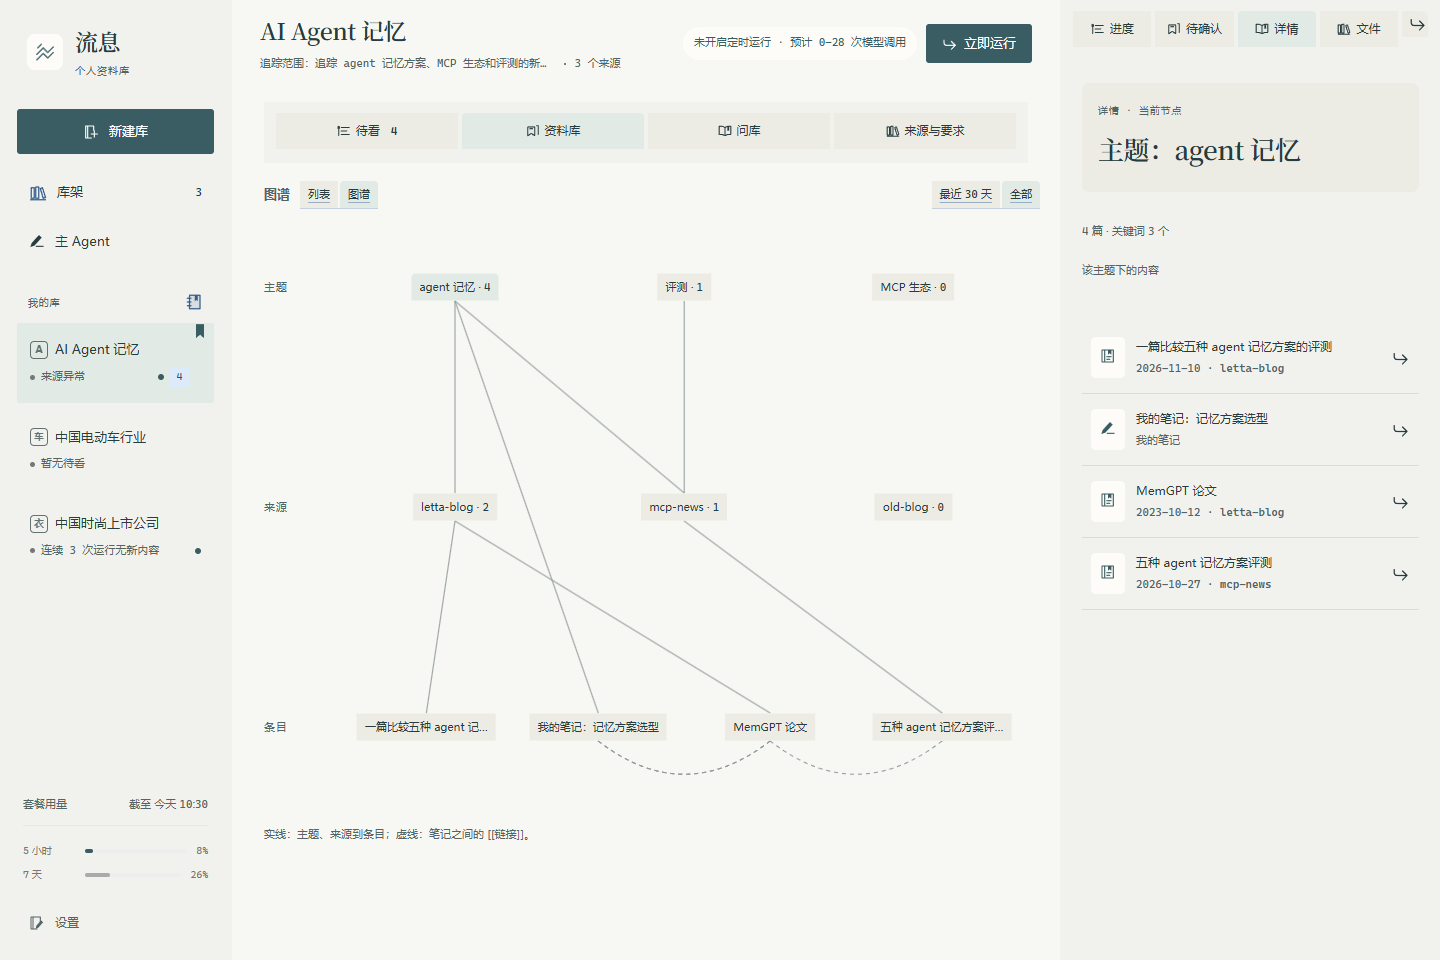 流息
个人资料库
新建库
库架 3
主 Agent
我的库
A AI Agent 记忆
来源异常 4
车 中国电动车行业
暂无待看
衣 中国时尚上市公司
连续 3 次运行无新内容
套餐用量 截至 今天 10:30
5 小时 8%
7 天 26%
设置
AI Agent 记忆
追踪范围：追踪 agent 记忆方案、MCP 生态和评测的新… · 3 个来源
未开启定时运行 · 预计 0–28 次模型调用
立即运行
待看 4
资料库
问库
来源与要求
图谱 列表 图谱
最近 30 天 全部
主题 agent 记忆 · 4 评测 · 1 MCP 生态 · 0
来源 letta-blog · 2 mcp-news · 1 old-blog · 0
条目 一篇比较五种 agent 记… 我的笔记：记忆方案选型 MemGPT 论文 五种 agent 记忆方案评…
实线：主题、来源到条目；虚线：笔记之间的 [[链接]]。
进度 待确认 详情 文件
详情 · 当前节点
主题：agent 记忆
4 篇 · 关键词 3 个
该主题下的内容
一篇比较五种 agent 记忆方案的评测
2026-11-10 · letta-blog
我的笔记：记忆方案选型
我的笔记
MemGPT 论文
2023-10-12 · letta-blog
五种 agent 记忆方案评测
2026-10-27 · mcp-news